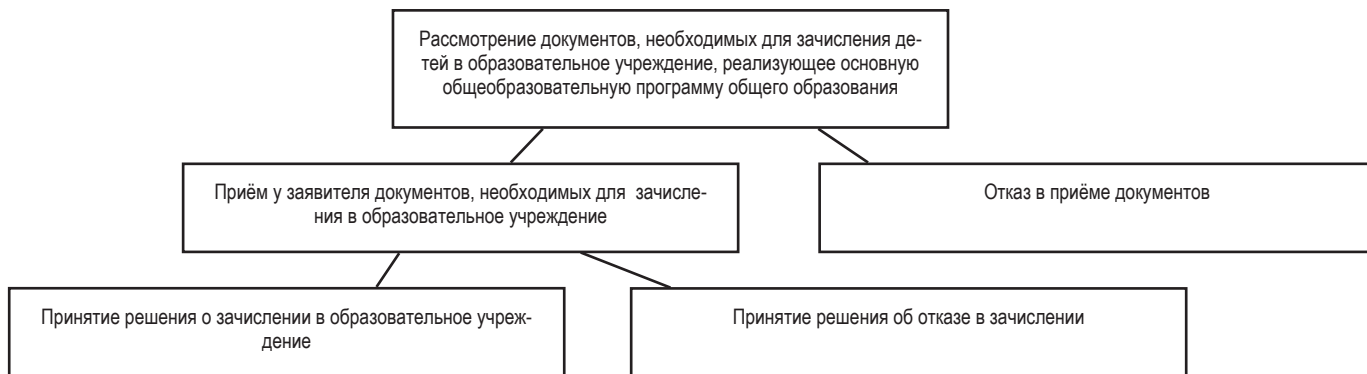 Рассмотрение документов, необходимых для зачисления де-
тей в образовательное учреждение, реализующее основную
общеобразовательную программу общего образования
Приём у заявителя документов, необходимых для зачисле-
ния в образовательное учреждение
Отказ в приёме документов
Принятие решения о зачислении в образовательное учреж-
дение
Принятие решения об отказе в зачислении